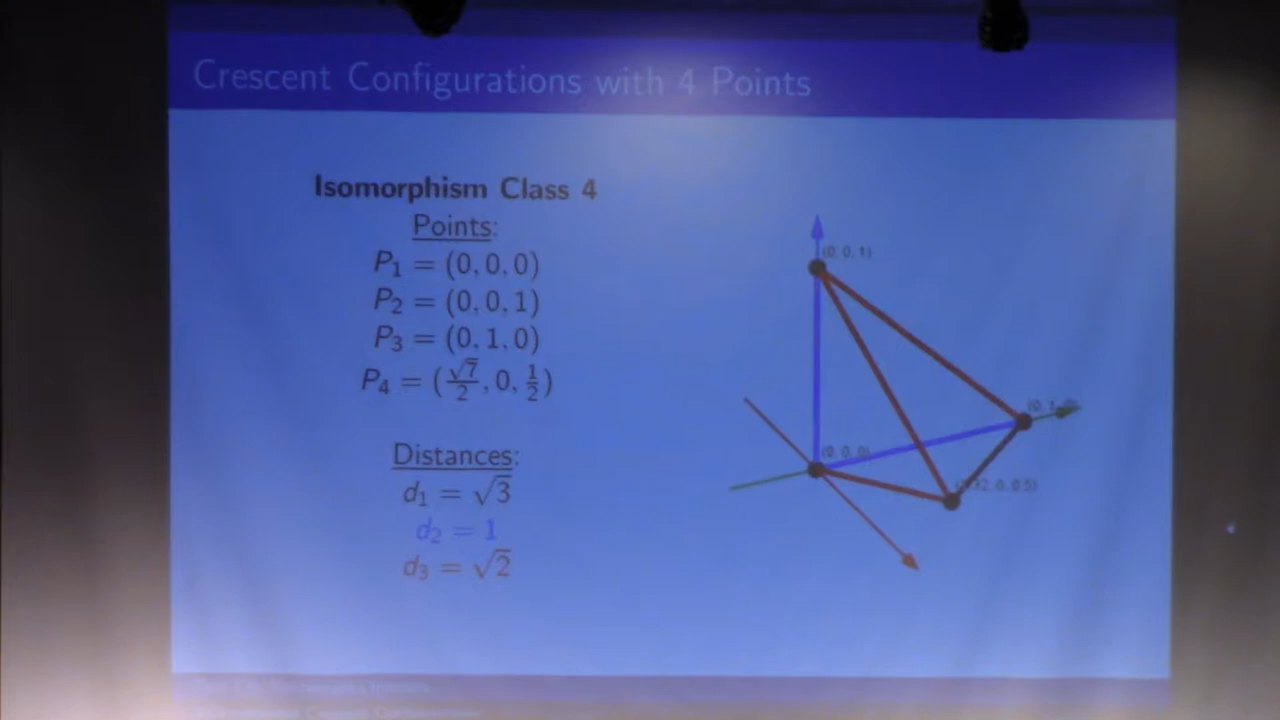 Crescent Configurations with 4 Points
Isomorphism Class 4
Points:
P₁ = (0, 0, 0)
P₂ = (0, 0, 1)
P₃ = (0, 1, 0)
P₄ = (√7/2, 0, 1/2)
Distances:
d₁ = √3
d₂ = 1
d₃ = √2
(0, 0, 1)
(0, 0, 0)